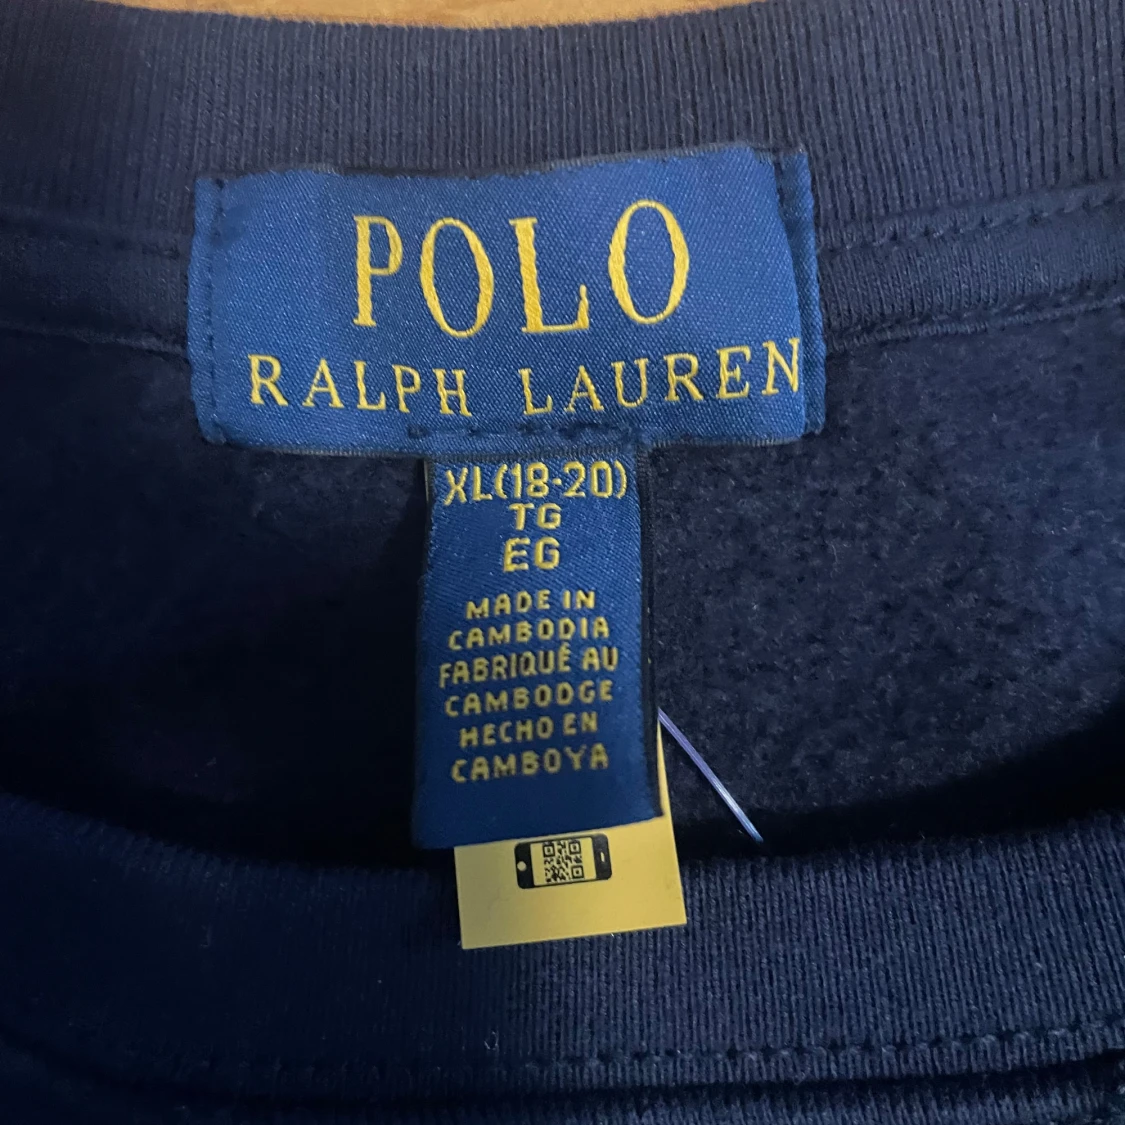 POLO
RALPH LAUREN
XL(18-20)
TG
EG
MADE IN
CAMBODIA
FABRIQUÉ AU
CAMBODGE
HECHO EN
CAMBOYA